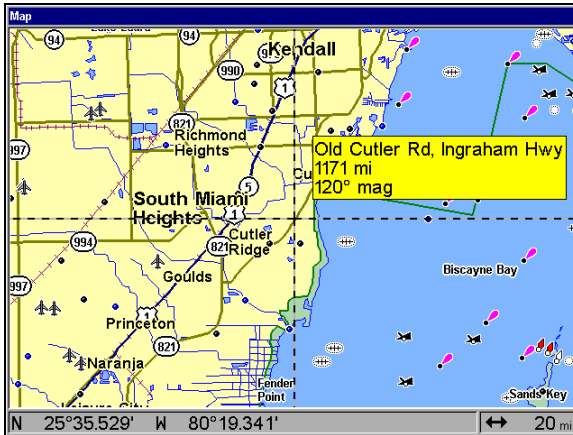 Map
94
94
Kendall
990
1
821
Richmond
Heights
997
Old Cutler Rd, Ingraham Hwy
1171 mi
120° mag
5
South Miami
Heights
1
994
821
Cutler
Ridge
Goulds
Biscayne Bay
997
1
Princeton
821
Naranja
Fender
Point
Sands Key
N 25°35.529' W 80°19.341'
20 mi